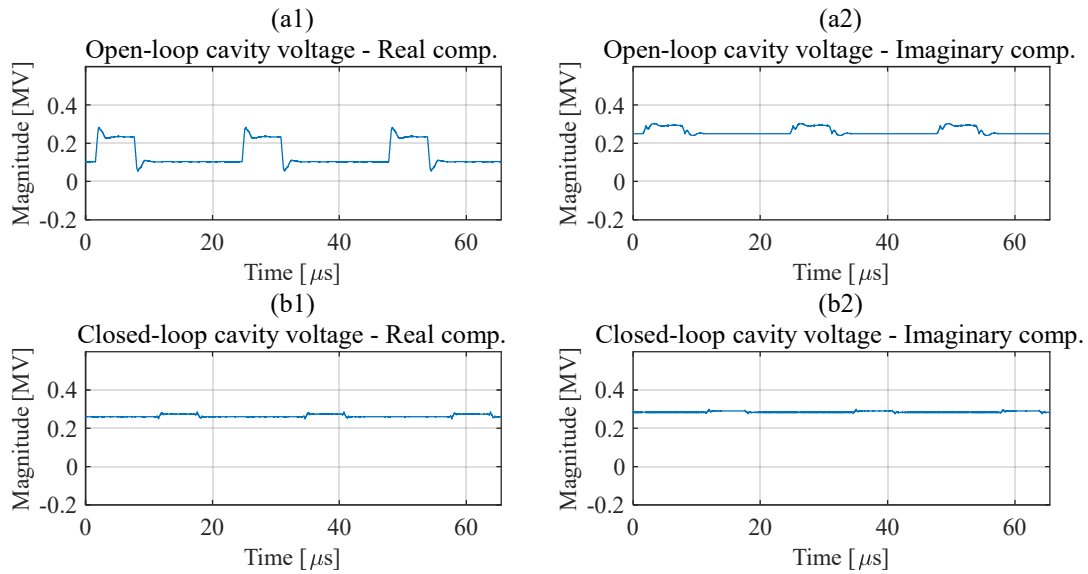 (a1)
Open-loop cavity voltage - Real comp.
Magnitude [MV]
0.4
0.2
0
-0.2
0
20
40
60
Time [μs]
(a2)
Open-loop cavity voltage - Imaginary comp.
Magnitude [MV]
0.4
0.2
0
-0.2
0
20
40
60
Time [μs]
(b1)
Closed-loop cavity voltage - Real comp.
Magnitude [MV]
0.4
0.2
0
-0.2
0
20
40
60
Time [μs]
(b2)
Closed-loop cavity voltage - Imaginary comp.
Magnitude [MV]
0.4
0.2
0
-0.2
0
20
40
60
Time [μs]